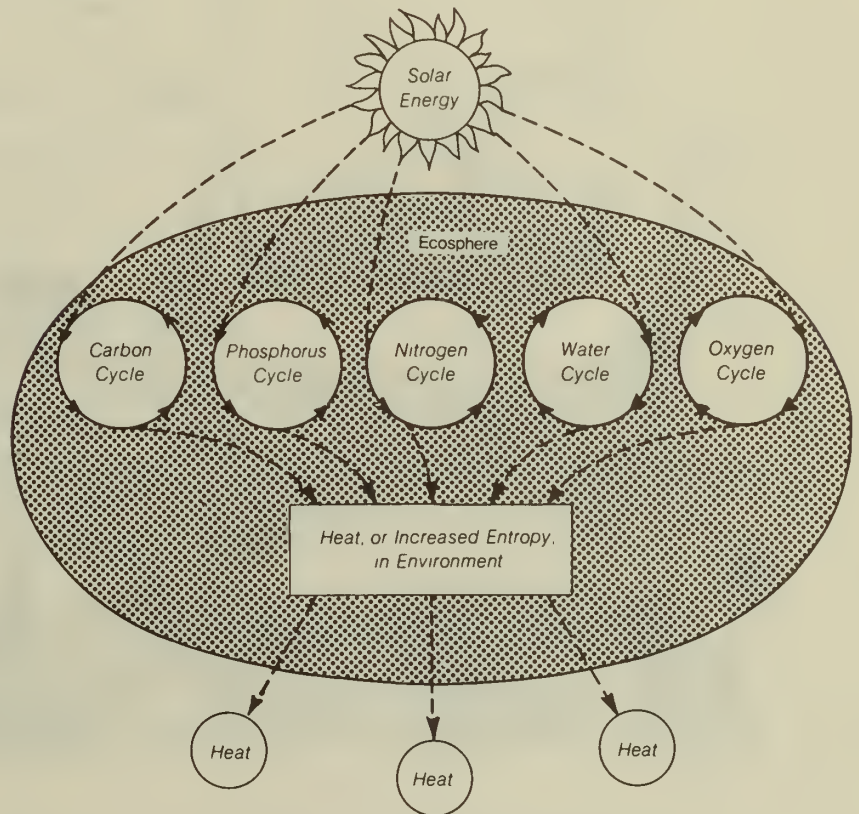 Solar
Energy
Ecosphere
Carbon
Cycle
Phosphorus
Cycle
Nitrogen
Cycle
Water
Cycle
Oxygen
Cycle
Heat, or Increased Entropy,
in Environment
Heat
Heat
Heat